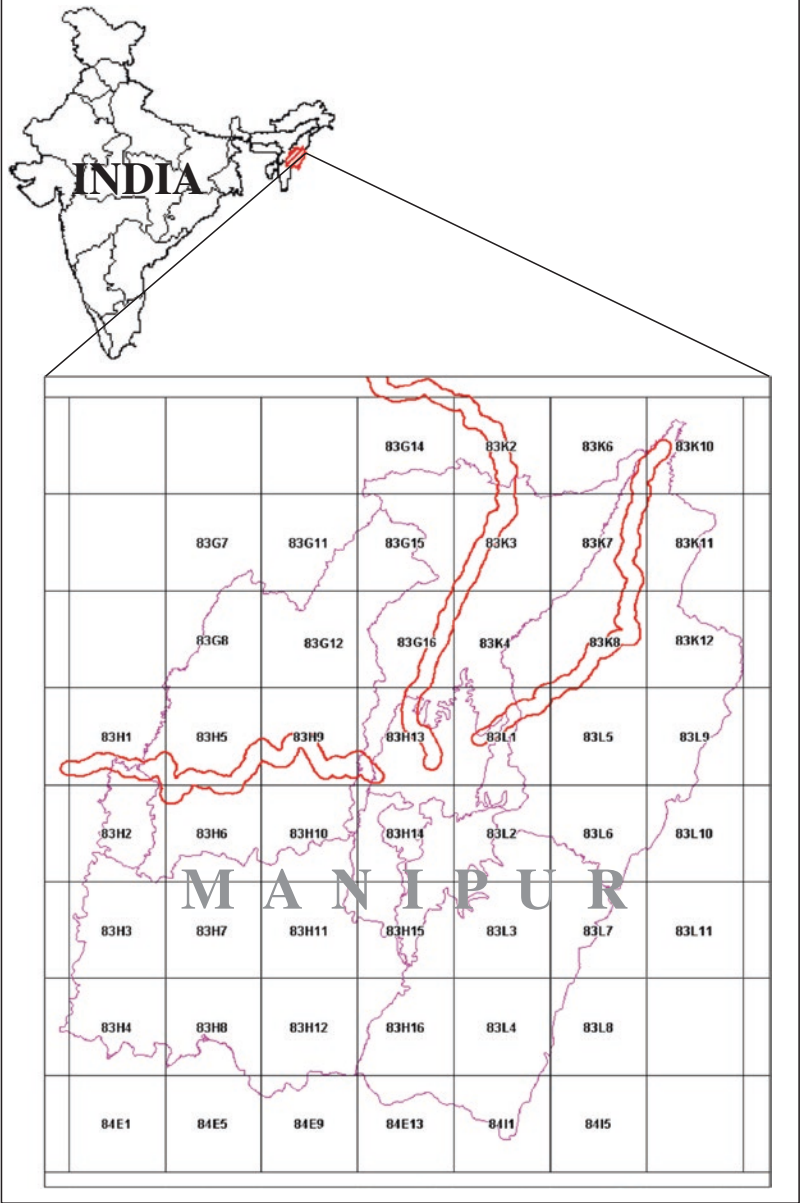 INDIA
83G14 83K2 83K6 83K10
83G7 83G11 83G15 83K3 83K7 83K11
83G8 83G12 83G16 83K4 83K8 83K12
83H1 83H5 83H9 83H13 83L1 83L5 83L9
83H2 83H6 83H10 83H14 83L2 83L6 83L10
MANIPUR
83H3 83H7 83H11 83H15 83L3 83L7 83L11
83H4 83H8 83H12 83H16 83L4 83L8
84E1 84E5 84E9 84E13 84I1 84I5